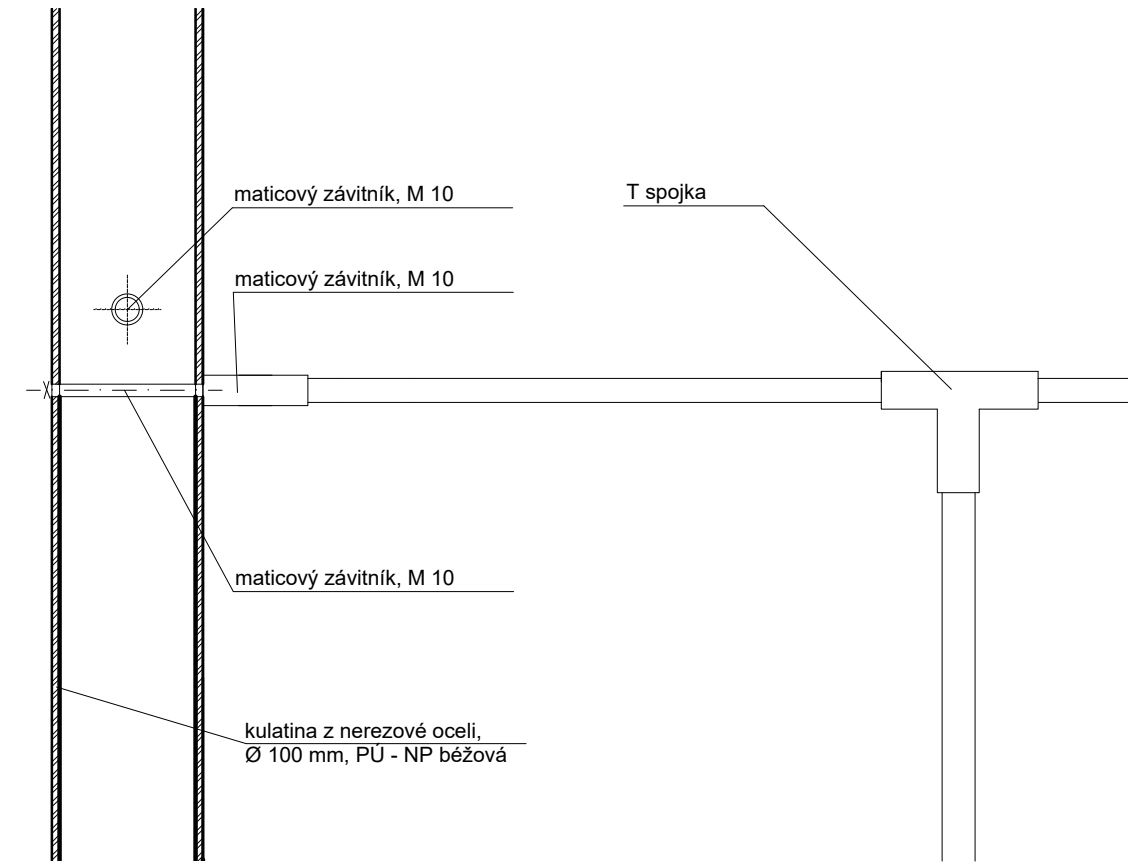 maticový závitník, M 10
T spojka
maticový závitník, M 10
maticový závitník, M 10
kulatina z nerezové oceli,
Ø 100 mm, PÚ - NP béžová